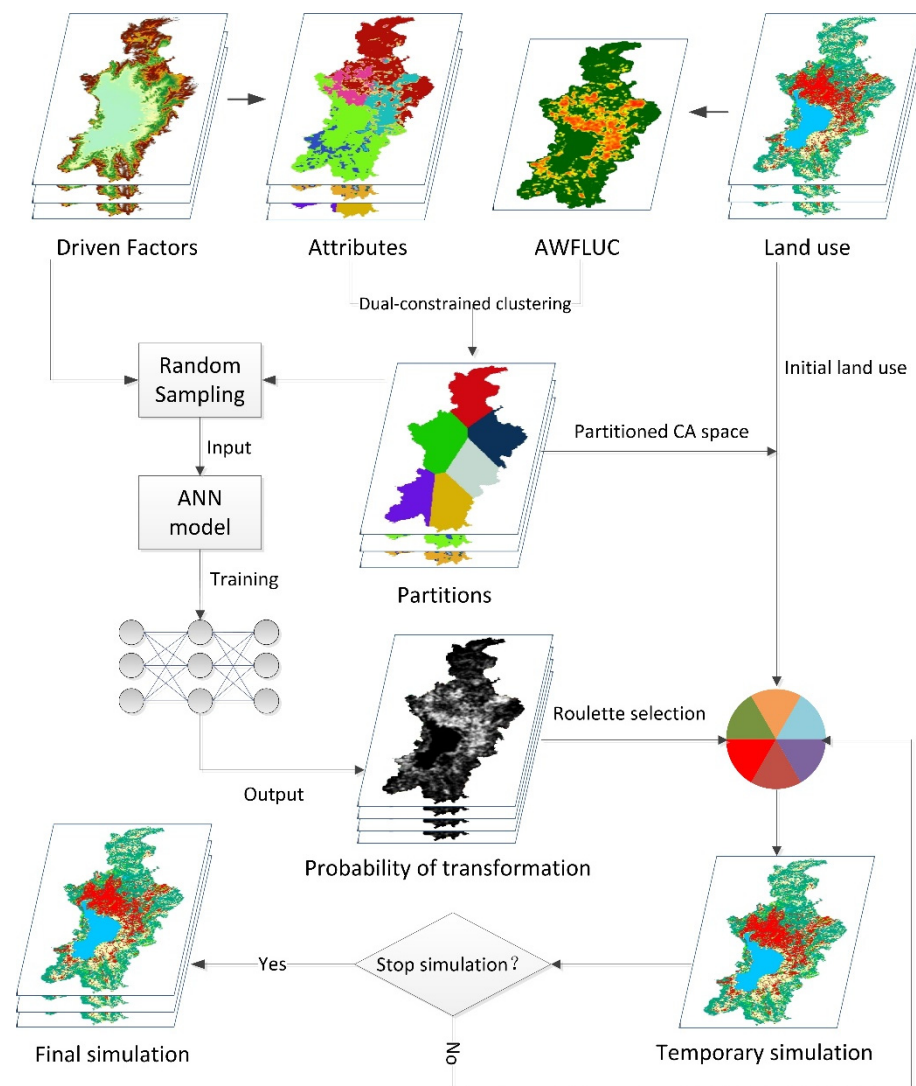 Driven Factors
Attributes
AWFLUC
Land use
Dual-constrained clustering
Random
Sampling
Initial land use
Partitioned CA space
Input
ANN
model
Training
Partitions
Roulette selection
Output
Probability of transformation
Stop simulation?
Yes
Final simulation
No
Temporary simulation